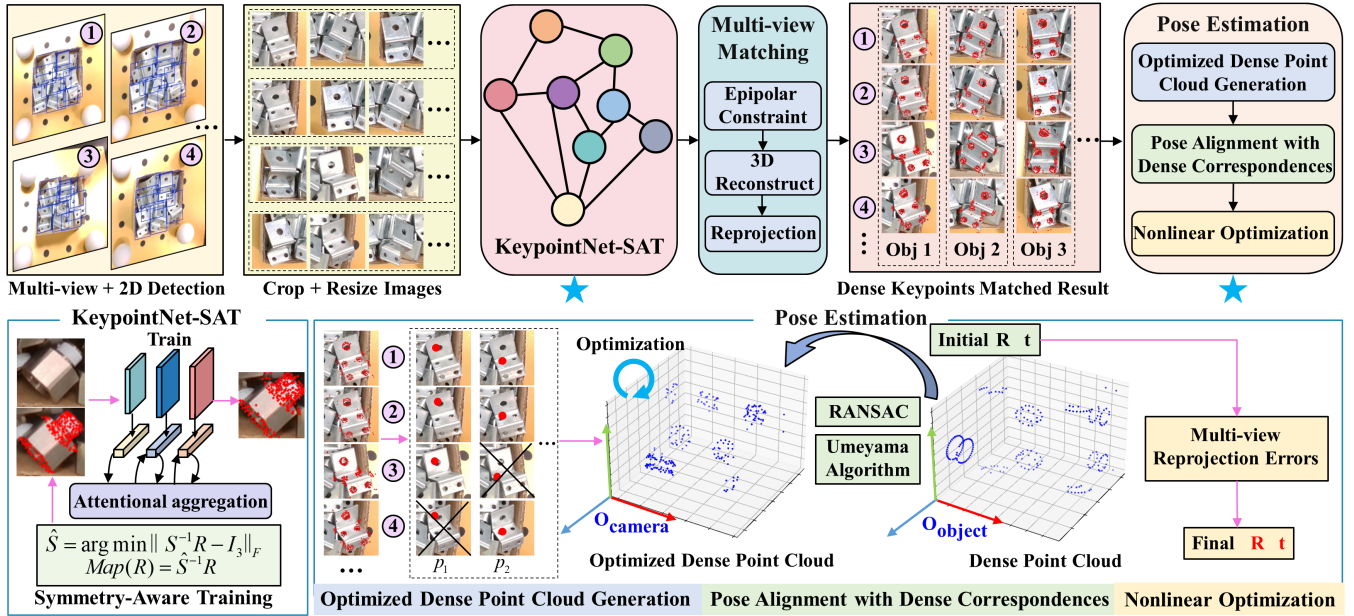 1
2
3
4
...
Multi-view + 2D Detection
...
...
...
...
Crop + Resize Images
KeypointNet-SAT
Multi-view
Matching
Epipolar
Constraint
3D
Reconstruct
Reprojection
1
2
3
4
...
Obj 1
Obj 2
Obj 3
...
Dense Keypoints Matched Result
Pose Estimation
Optimized Dense Point
Cloud Generation
Pose Alignment with
Dense Correspondences
Nonlinear Optimization
KeypointNet-SAT
Train
Attentional aggregation
Ŝ = arg min || S⁻¹R − I₃ ||_F
Map(R) = Ŝ⁻¹R
Symmetry-Aware Training
Pose Estimation
1
2
3
4
...
p₁
p₂
...
Optimization
O_camera
Optimized Dense Point Cloud
RANSAC
Umeyama
Algorithm
Initial R t
O_object
Dense Point Cloud
Multi-view
Reprojection Errors
Final R t
Optimized Dense Point Cloud Generation
Pose Alignment with Dense Correspondences
Nonlinear Optimization